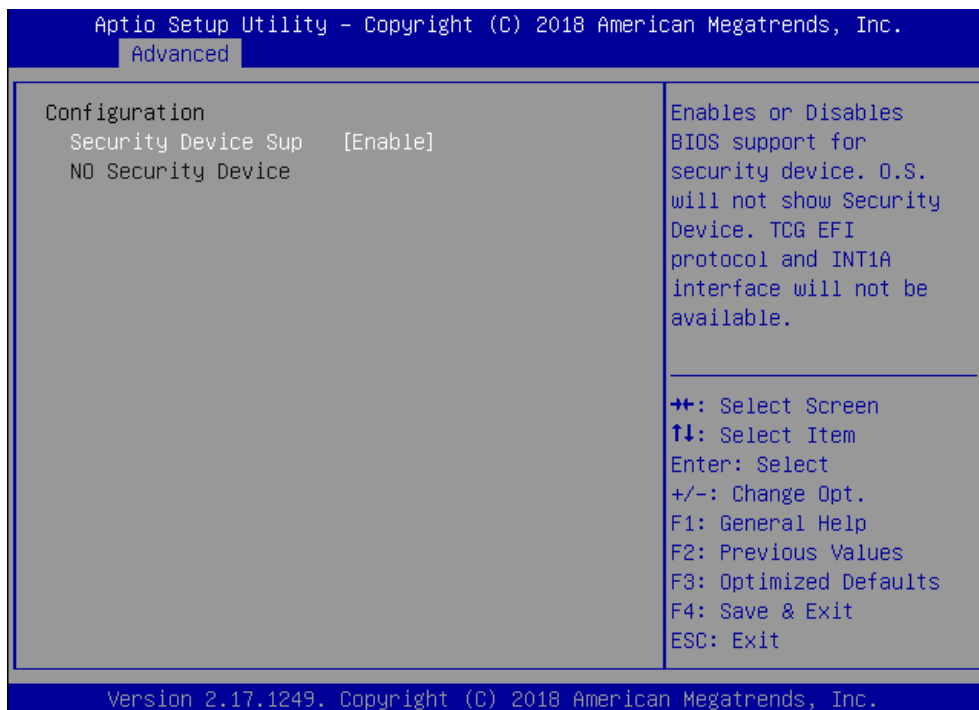 Aptio Setup Utility – Copyright (C) 2018 American Megatrends, Inc.
Advanced
Configuration
Security Device Sup [Enable]
NO Security Device
Enables or Disables
BIOS support for
security device. O.S.
will not show Security
Device. TCG EFI
protocol and INT1A
interface will not be
available.
→←: Select Screen
↑↓: Select Item
Enter: Select
+/-: Change Opt.
F1: General Help
F2: Previous Values
F3: Optimized Defaults
F4: Save & Exit
ESC: Exit
Version 2.17.1249. Copyright (C) 2018 American Megatrends, Inc.